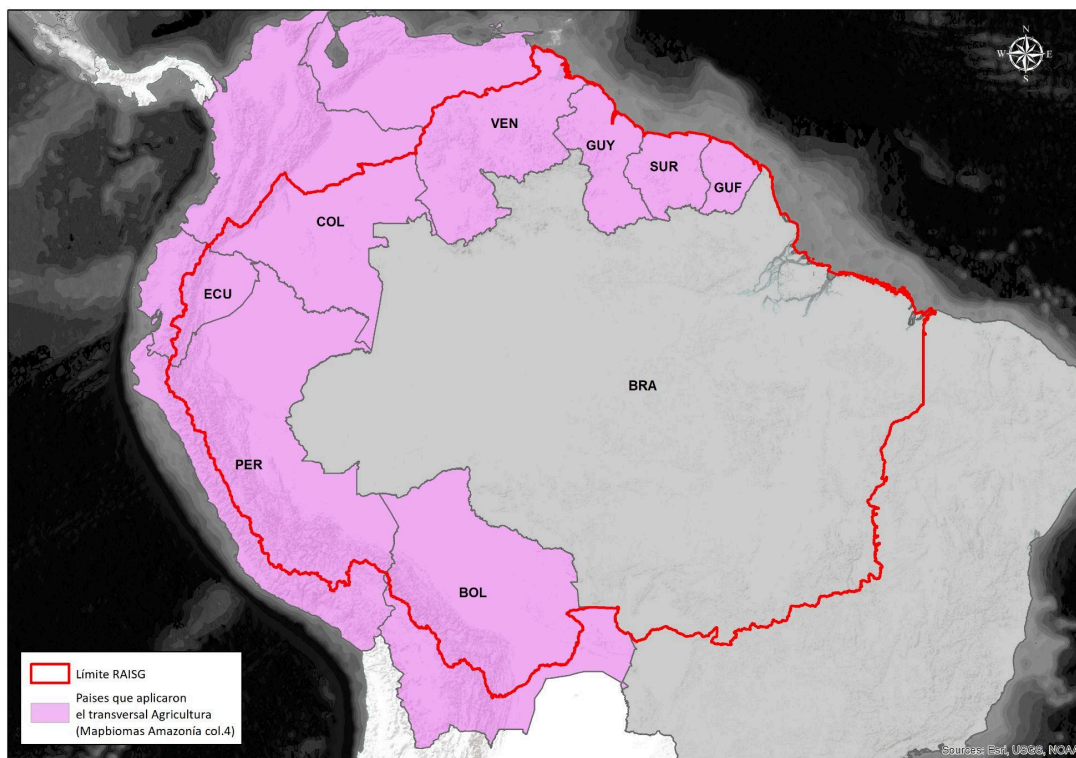 N
W E
S
VEN
GUY
SUR
GUF
COL
ECU
BRA
PER
BOL
Límite RAISG
Paises que aplicaron
el transversal Agricultura
(Mapbiomas Amazonía col.4)
Sources: Esri, USGS, NOAA